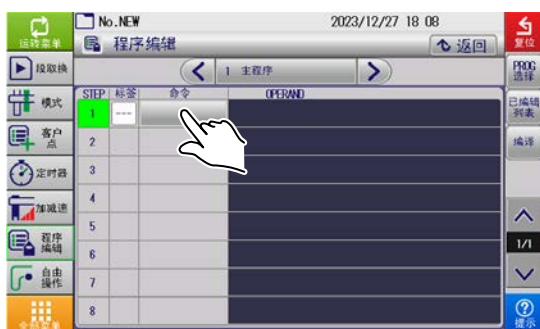 No.NEW 2023/12/27 18 08
运转菜单
程序编辑
返回
复位
段取换
1 主程序
PROG
选择
模式
STEP 标签 命令 OPERAND
已编辑
列表
1 ---
客户
点
2
编译
定时器
3
加减速
4
5
程序
编辑
6
1/1
自由
操作
7
8
全部菜单
提示